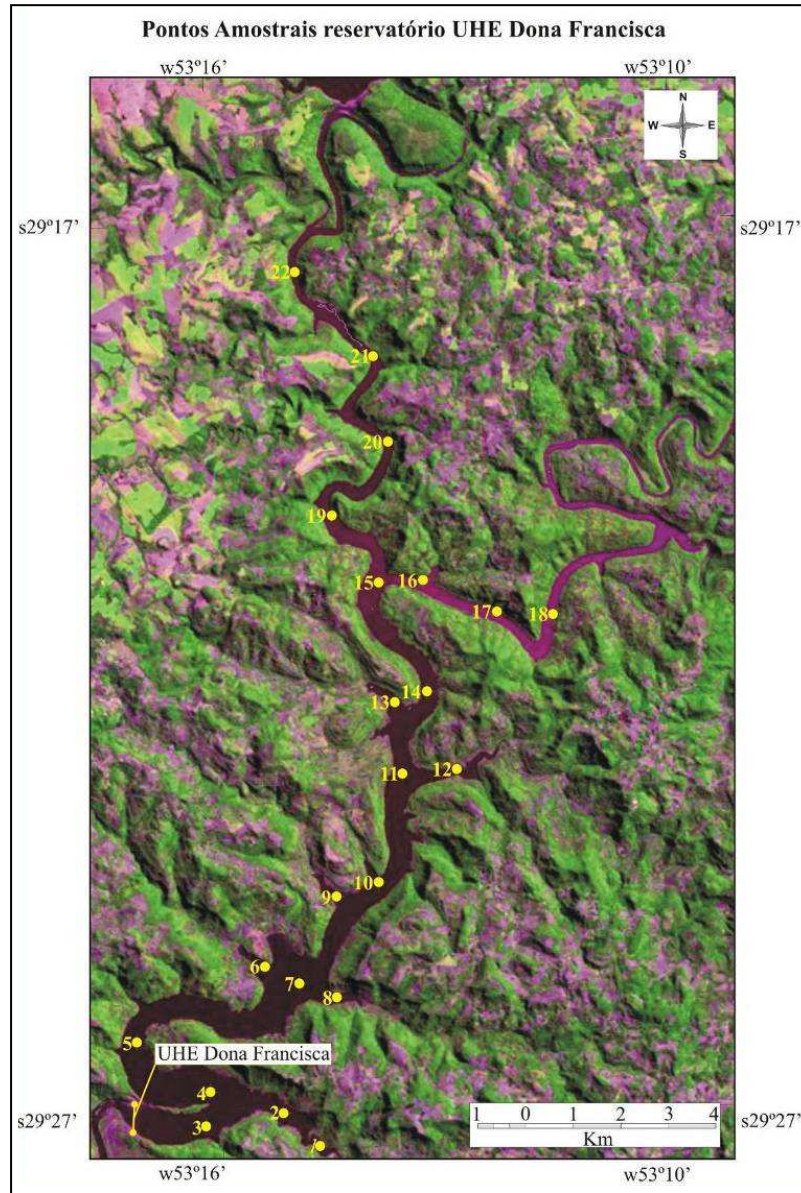 Pontos Amostrais reservatório UHE Dona Francisca
w53º16’ w53º10’
N
W E
S
s29º17’ s29º17’
22
21
20
19
15 16
17 18
14
13
11 12
10
9
6
7
8
5
UHE Dona Francisca
4
2
3
s29º27’ s29º27’
1 0 1 2 3 4
Km
w53º16’ w53º10’